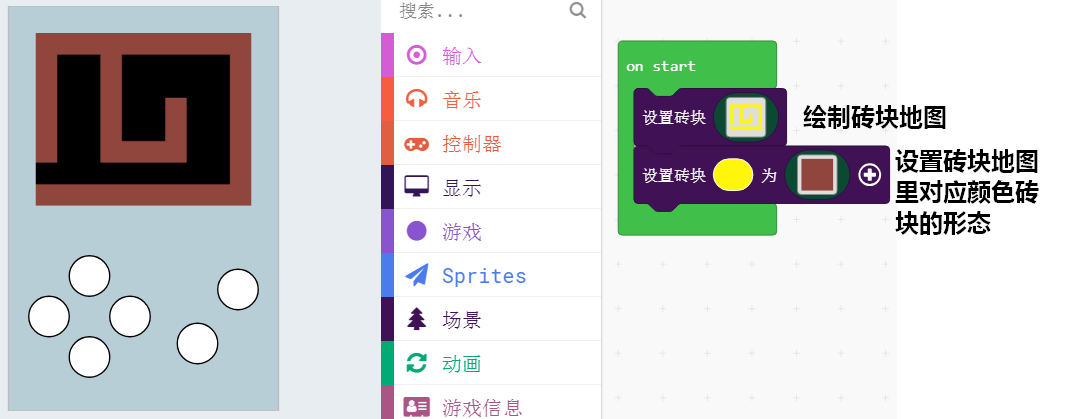 搜索...
输入
音乐
控制器
显示
游戏
Sprites
场景
动画
游戏信息
on start
设置砖块
绘制砖块地图
设置砖块 为
设置砖块地图
里对应颜色砖
块的形态